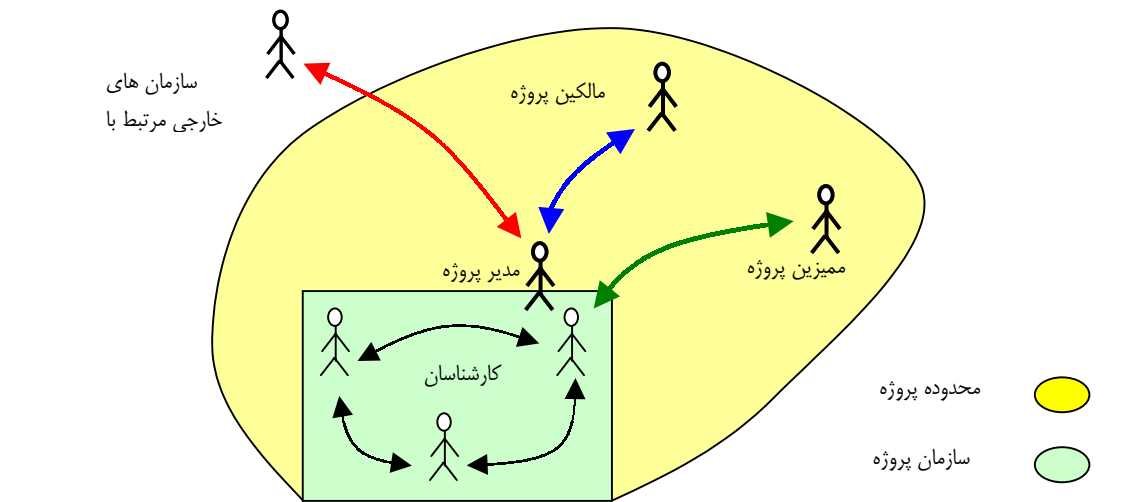 سازمان های
خارجی مرتبط با
مالکین پروژه
ممیزین پروژه
مدیر پروژه
کارشناسان
محدوده پروژه
سازمان پروژه